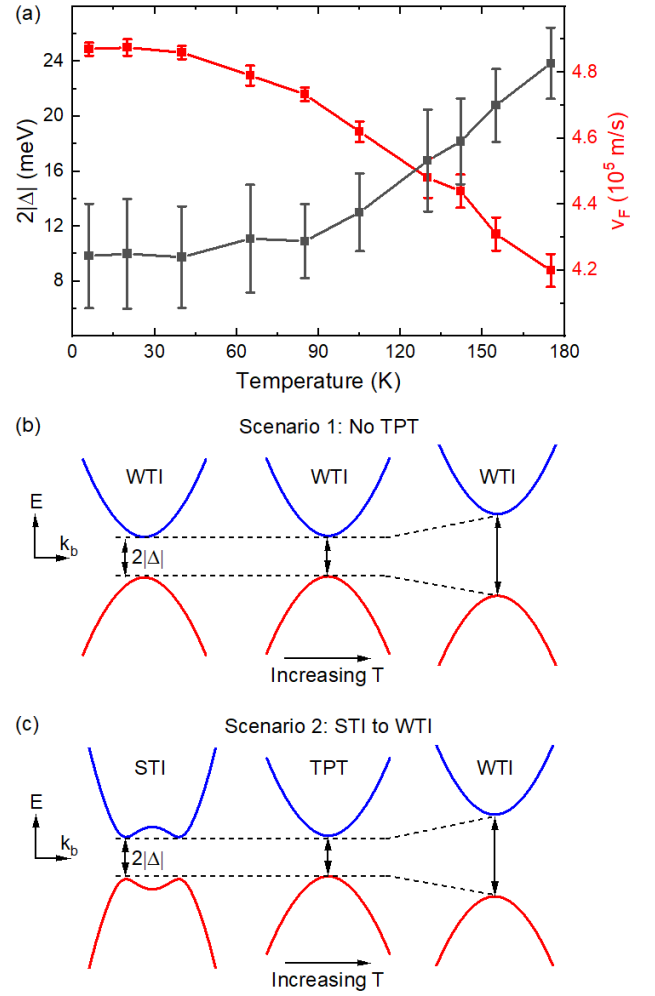 (a)
24
20
16
12
8
2|Δ| (meV)
4.8
4.6
4.4
4.2
v_F (10^5 m/s)
0 30 60 90 120 150 180
Temperature (K)
(b) Scenario 1: No TPT
WTI WTI WTI
E
k_b
2|Δ|
Increasing T
(c) Scenario 2: STI to WTI
STI TPT WTI
E
k_b
2|Δ|
Increasing T